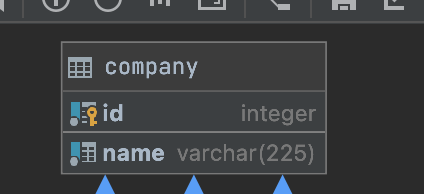 company
id integer
name varchar(225)